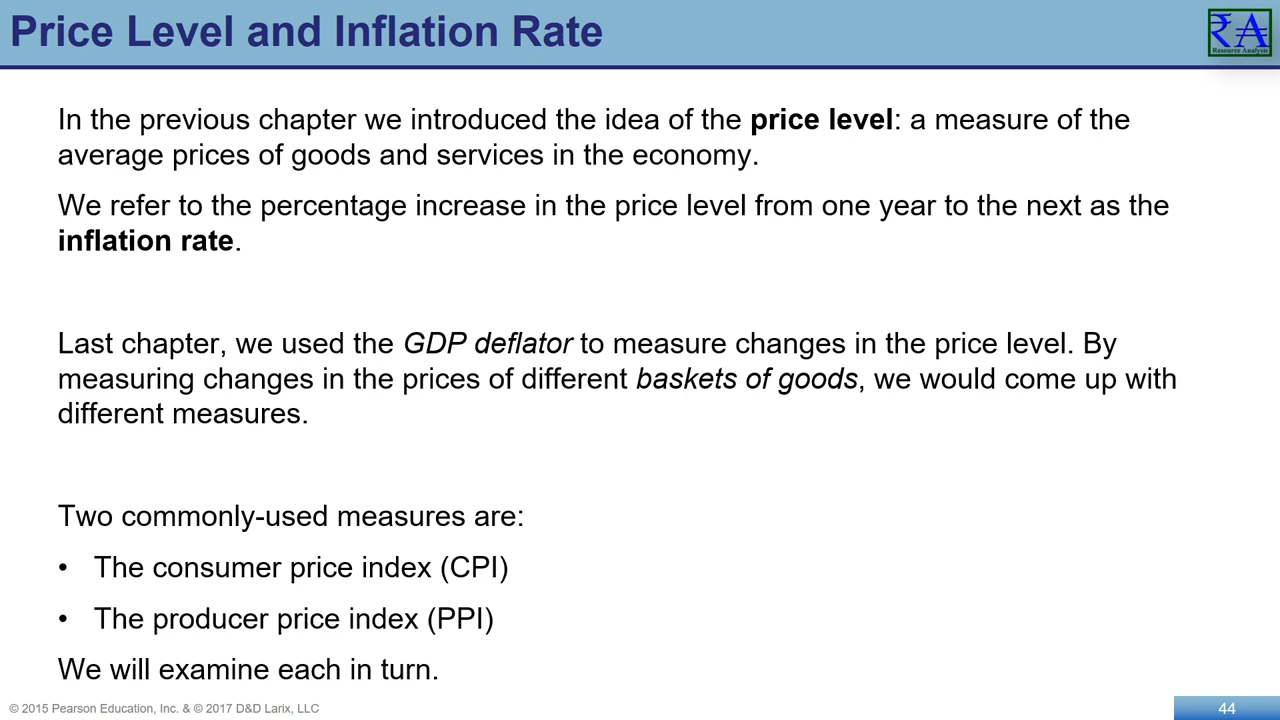 Price Level and Inflation Rate
₹A
Resource Analysis
In the previous chapter we introduced the idea of the price level: a measure of the
average prices of goods and services in the economy.
We refer to the percentage increase in the price level from one year to the next as the
inflation rate.
Last chapter, we used the GDP deflator to measure changes in the price level. By
measuring changes in the prices of different baskets of goods, we would come up with
different measures.
Two commonly-used measures are:
• The consumer price index (CPI)
• The producer price index (PPI)
We will examine each in turn.
© 2015 Pearson Education, Inc. & © 2017 D&D Larix, LLC
44